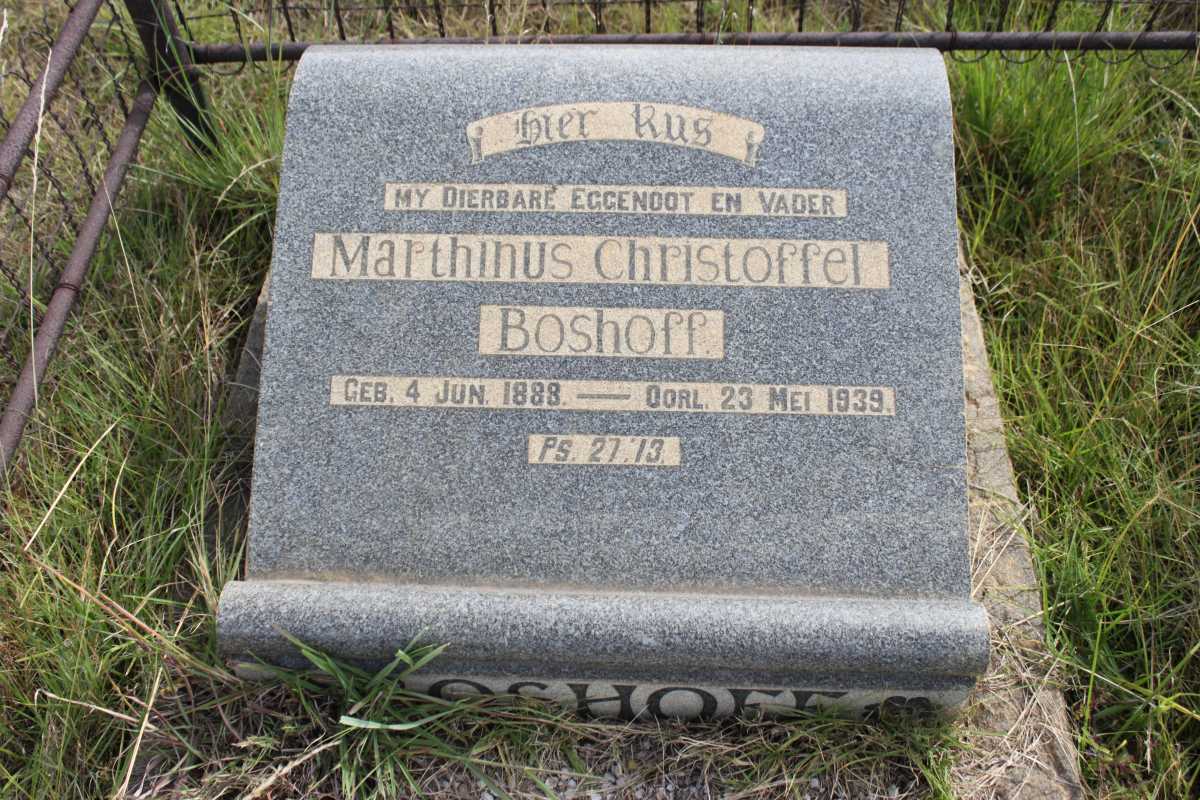 Hier Rus
MY DIERBARE EGGENOOT EN VADER
Marthinus Christoffel
Boshoff.
GEB. 4 JUN. 1888. — OORL. 23 MEI 1939.
PS. 27.13.
BOSHOFF